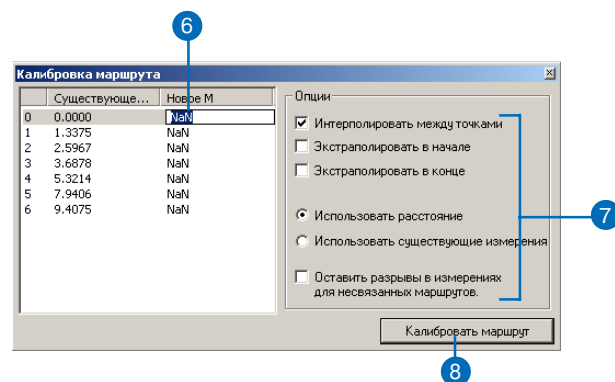 6
Калибровка маршрута
Существующе... Новое М
0 0.0000 NaN
1 1.3375 NaN
2 2.5967 NaN
3 3.6878 NaN
4 5.3214 NaN
5 7.9406 NaN
6 9.4075 NaN
Опции
Интерполировать между точками
Экстраполировать в начале
Экстраполировать в конце
Использовать расстояние
Использовать существующие измерения
Оставить разрывы в измерениях
для несвязанных маршрутов.
7
Калибровать маршрут
8